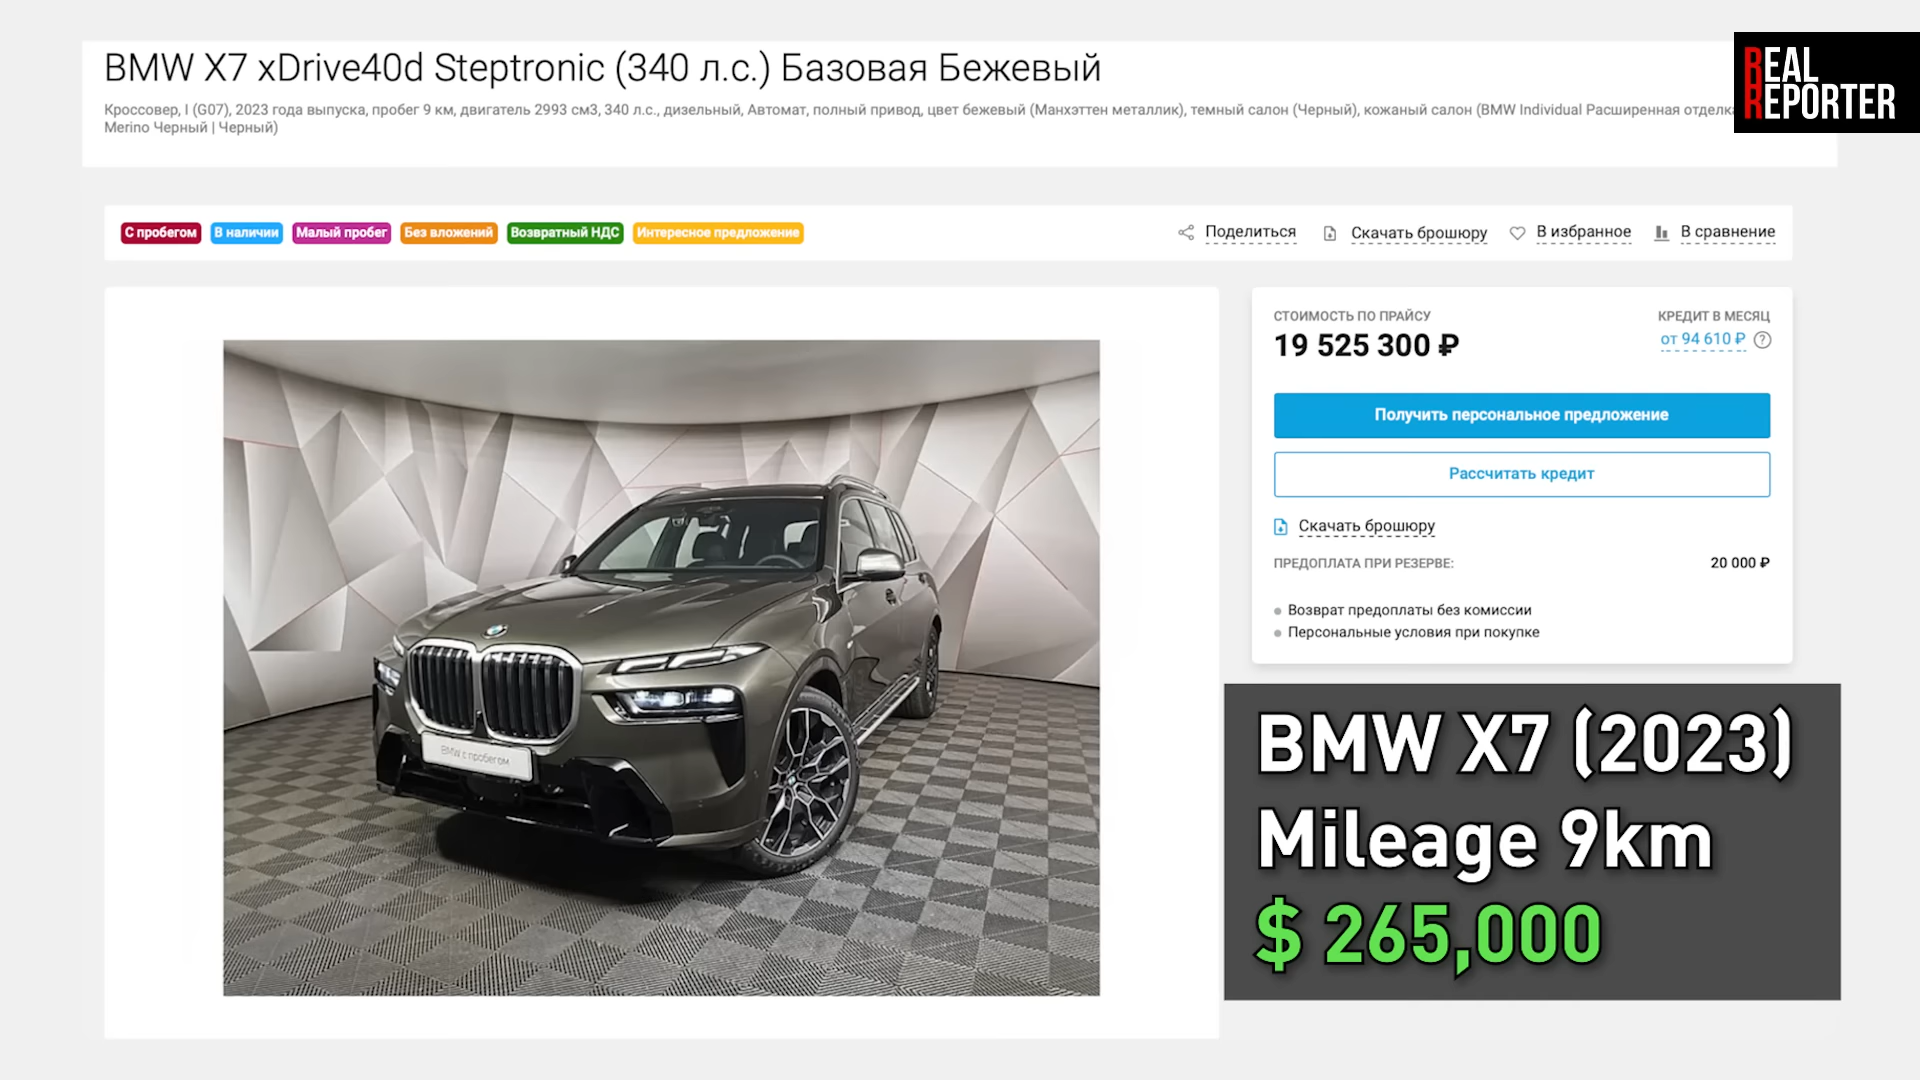 BMW X7 xDrive40d Steptronic (340 л.с.) Базовая Бежевый
REAL
REPORTER
Кроссовер, I (G07), 2023 года выпуска, пробег 9 км, двигатель 2993 см3, 340 л.с., дизельный, Автомат, полный привод, цвет бежевый (Манхэттен металлик), темный салон (Черный), кожаный салон (BMW Individual Расширенная
Merino Черный | Черный)
С пробегом В наличии Малый пробег Без вложений Возвратный НДС Интересное предложение
Поделиться Скачать брошюру В избранное В сравнение
СТОИМОСТЬ ПО ПРАЙСУ КРЕДИТ В МЕСЯЦ
19 525 300 ₽ от 94 610 ₽ ?
Получить персональное предложение
Рассчитать кредит
Скачать брошюру
ПРЕДОПЛАТА ПРИ РЕЗЕРВЕ: 20 000 ₽
Возврат предоплаты без комиссии
Персональные условия при покупке
BMW с пробегом
BMW X7 (2023)
Mileage 9km
$ 265,000